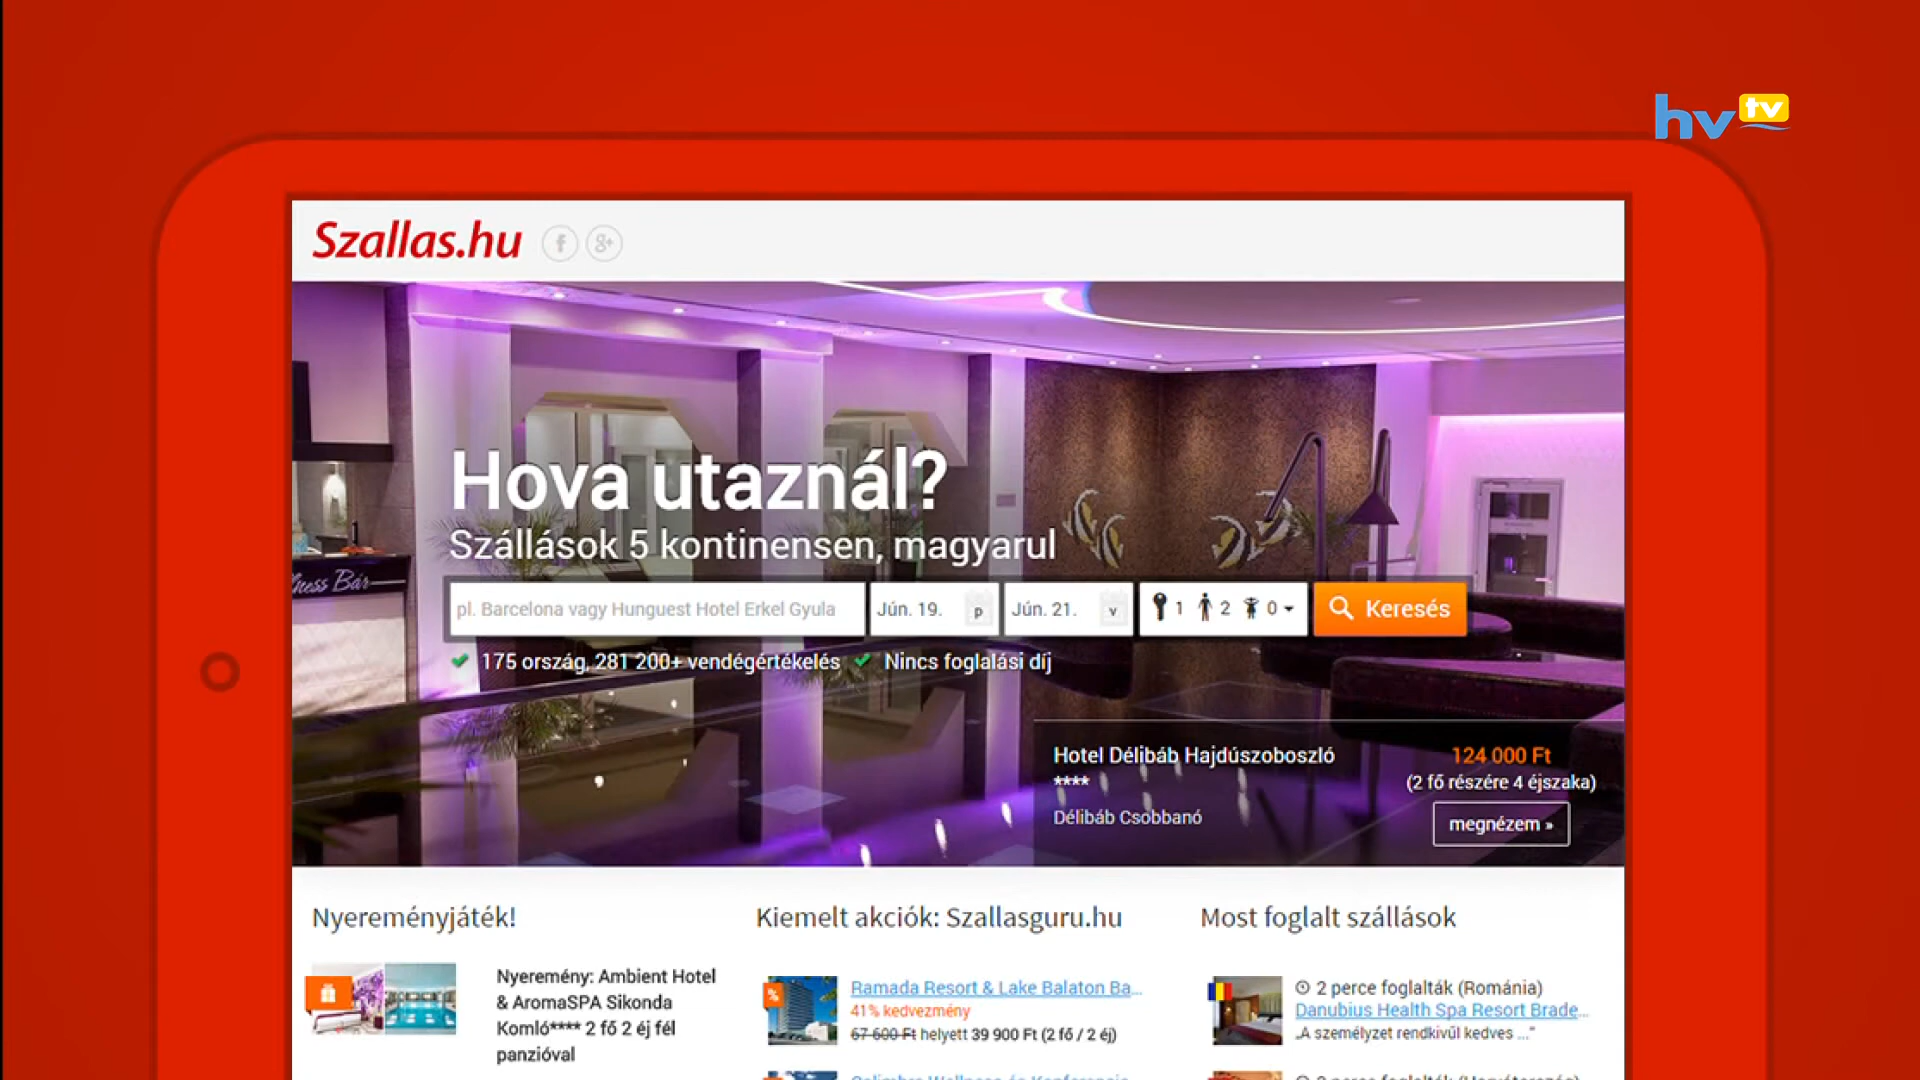 hv tv
Szallas.hu
f g+
Hova utaznál?
Szállások 5 kontinensen, magyarul
pl. Barcelona vagy Hunguest Hotel Erkel Gyula
Jún. 19. p
Jún. 21. v
1 2 0
Keresés
175 ország, 281 200+ vendégértékelés
Nincs foglalási díj
Bár
Hotel Délibáb Hajdúszoboszló
****
Délibáb Csobbanó
124 000 Ft
(2 fő részére 4 éjszaka)
megnézem »
Nyereményjáték!
Nyeremény: Ambient Hotel
& AromaSPA Sikonda
Komló**** 2 fő 2 éj fél
panzióval
Kiemelt akciók: Szallasguru.hu
%
Ramada Resort & Lake Balaton Ba...
41% kedvezmény
67 600 Ft helyett 39 900 Ft (2 fő / 2 éj)
Most foglalt szállások
2 perce foglalták (Románia)
Danubius Health Spa Resort Brade...
„A személyzet rendkivűl kedves ..."